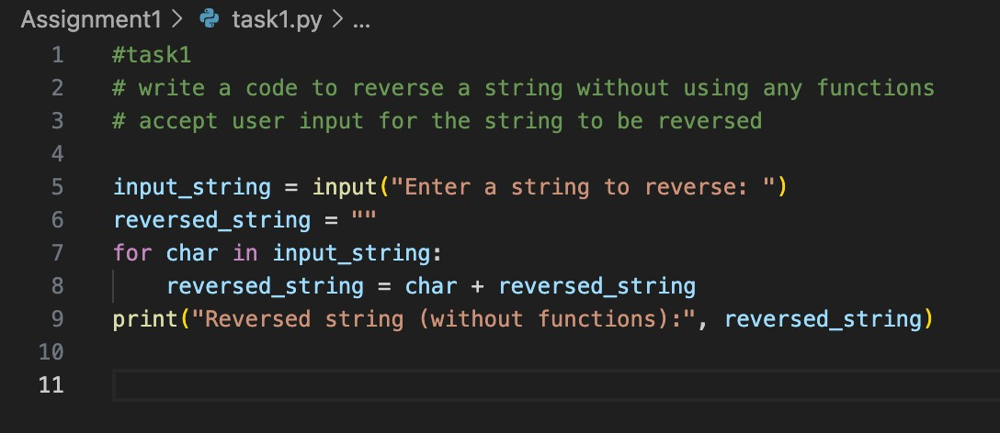 Assignment1 > task1.py > ...
1 #task1
2 # write a code to reverse a string without using any functions
3 # accept user input for the string to be reversed
4
5 input_string = input("Enter a string to reverse: ")
6 reversed_string = ""
7 for char in input_string:
8     reversed_string = char + reversed_string
9 print("Reversed string (without functions):", reversed_string)
10
11